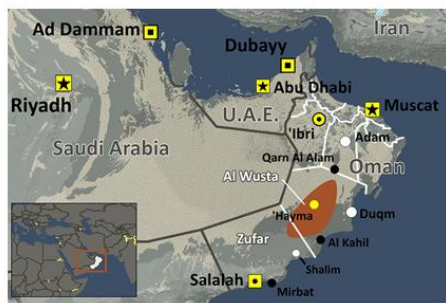 Iran
Ad Dammam
Dubayy
Abu Dhabi
Riyadh
Muscat
U.A.E.
'Ibri
Adam
Saudi Arabia
Qarn Al Alam
Oman
Al Wusta
'Hayma
Duqm
Zufar
Al Kahil
Shalim
Salalah
Mirbat